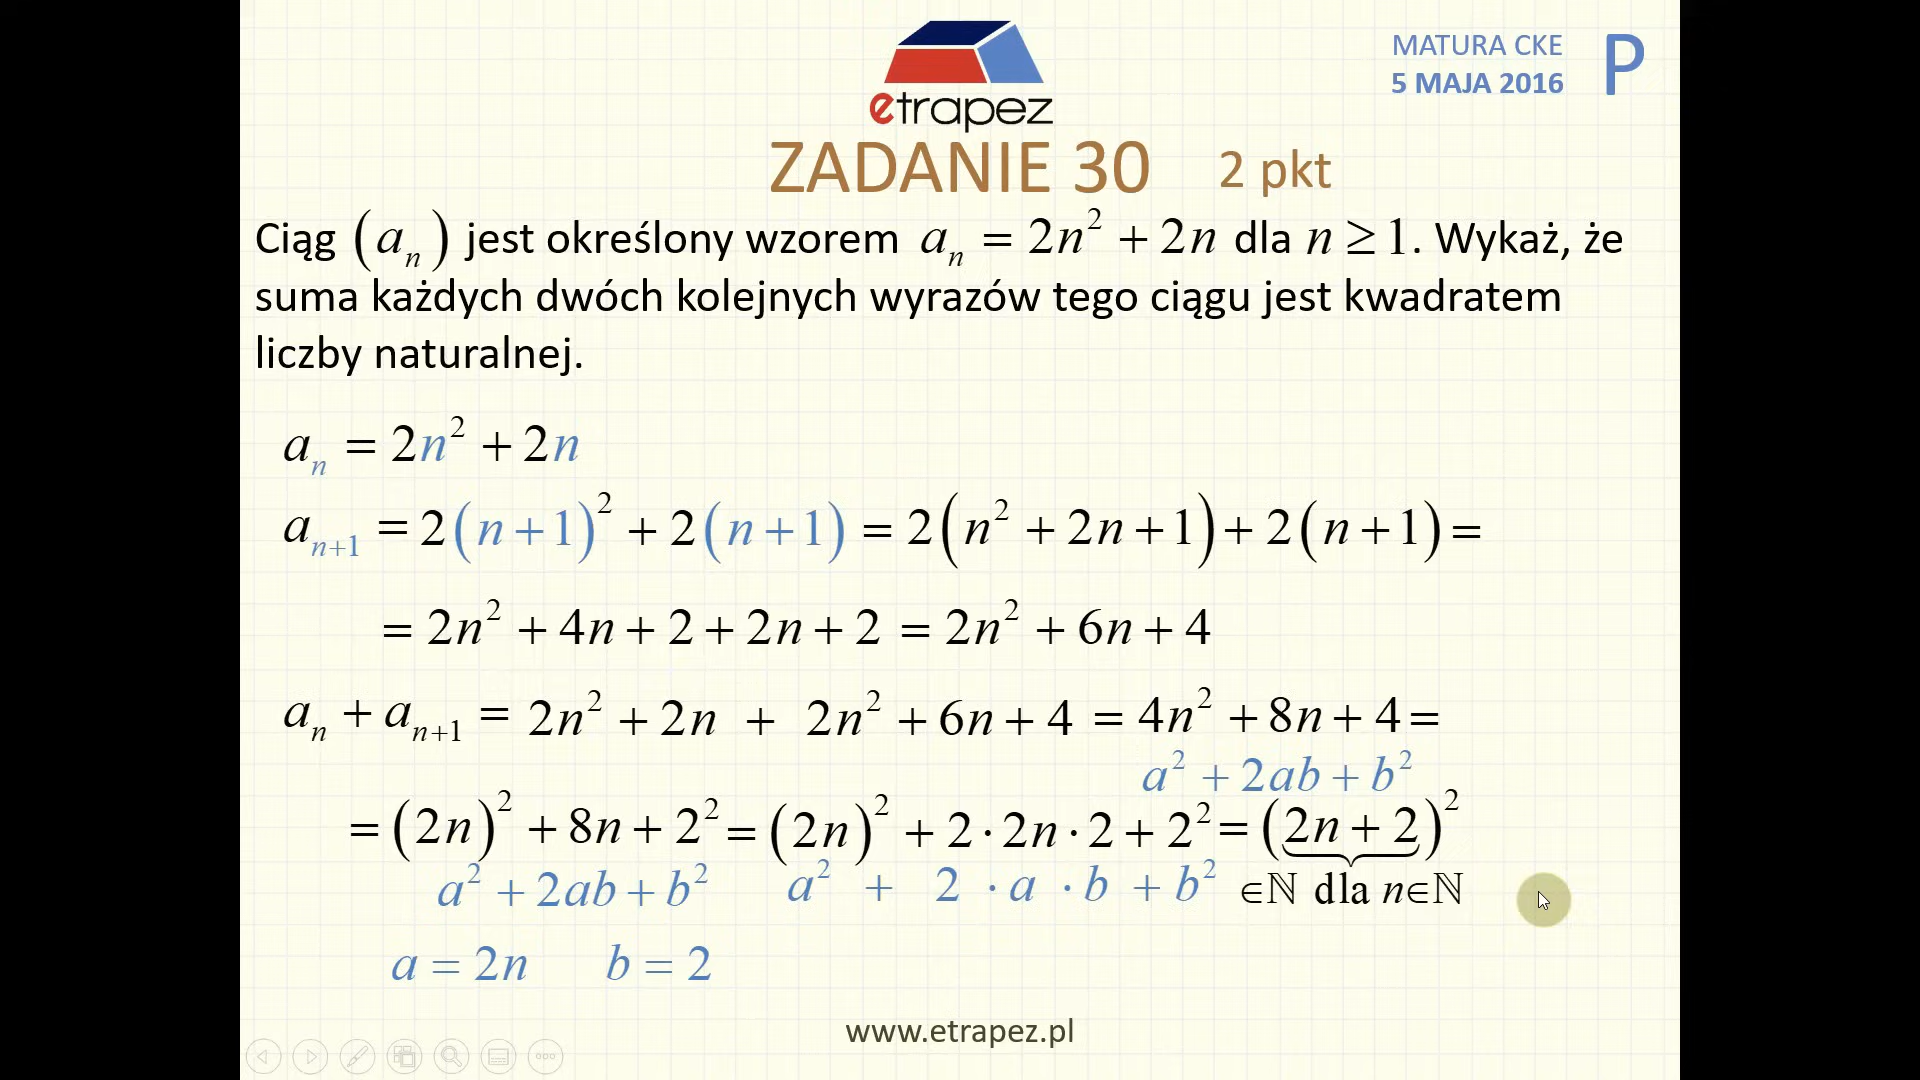 MATURA CKE
5 MAJA 2016
P
etrapez
ZADANIE 30 2 pkt
Ciąg (aₙ) jest określony wzorem aₙ = 2n² + 2n dla n ≥ 1. Wykaż, że
suma każdych dwóch kolejnych wyrazów tego ciągu jest kwadratem
liczby naturalnej.
aₙ = 2n² + 2n
aₙ₊₁ = 2(n+1)² + 2(n+1) = 2(n² + 2n + 1) + 2(n+1) =
= 2n² + 4n + 2 + 2n + 2 = 2n² + 6n + 4
aₙ + aₙ₊₁ = 2n² + 2n + 2n² + 6n + 4 = 4n² + 8n + 4 =
a² + 2ab + b²
= (2n)² + 8n + 2² = (2n)² + 2·2n·2 + 2² = (2n + 2)²
a² + 2ab + b² a² + 2 · a · b + b² ∈ℕ dla n∈ℕ
a = 2n b = 2
www.etrapez.pl